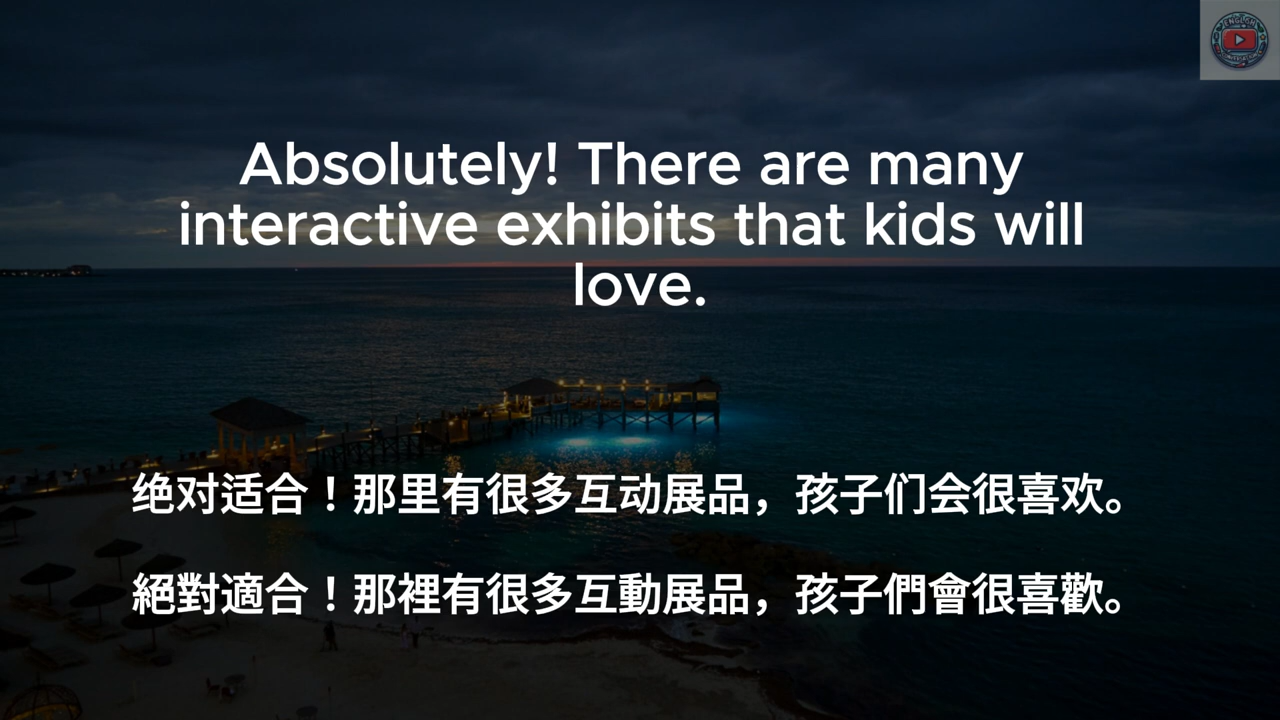 ENGLISH
Absolutely! There are many
interactive exhibits that kids will
love.
绝对适合！那里有很多互动展品，孩子们会很喜欢。
絕對適合！那裡有很多互動展品，孩子們會很喜歡。